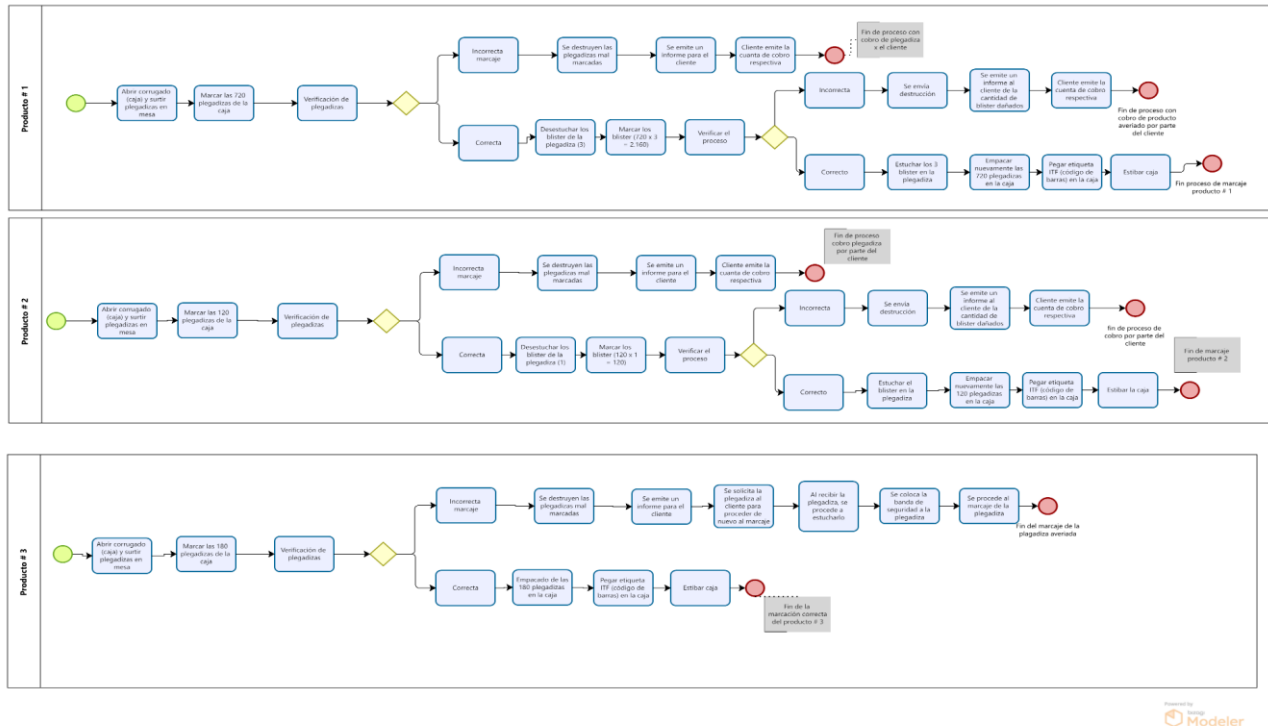 Producto # 1
Abrir corrugado
(caja) y surtir
plegadizas en
mesa
Marcar las 720
plegadizas de la
caja
Verificación de
plegadizas
Incorrecta
marcaje
Se destruyen las
plegadizas mal
marcadas
Se emite un
informe para el
cliente
Cliente emite la
cuanta de cobro
respectiva
Fin de proceso con
cobro de plegadiza
x el cliente
Correcta
Desestuchar los
blister de la
plegadiza (3)
Marcar los
blister (720 x 3
= 2.160)
Verificar el
proceso
Incorrecto
Se envia
destrucción
Se emite un
informe al
cliente de la
cantidad de
blíster dañados
Cliente emite la
cuenta de cobro
respectiva
Fin de proceso con
cobro de producto
averiado por parte
del cliente
Correcto
Estuchar los 3
blister en la
plegadiza
Empacar
nuevamente las
720 plegadizas
en la caja
Pegar etiqueta
ITF (código de
barras) en la caja
Estibar caja
Fin proceso de marcaje
producto # 1
Producto # 2
Abrir corrugado
(caja) y surtir
plegadizas en
mesa
Marcar las 120
plegadizas de la
caja
Verificación de
plegadizas
Incorrecta
marcaje
Se destruyen las
plegadizas mal
marcadas
Se emite un
informe para el
cliente
Cliente emite la
cuanta de cobro
respectiva
Fin de proceso
cobro plegadiza
por parte del
cliente
Correcta
Desestuchar los
blister de la
plegadiza (1)
Marcar los
blister (120 x 1
= 120)
Verificar el
proceso
Incorrecta
Se envia
destrucción
Se emite un
informe al
cliente de la
cantidad de
blíster dañados
Cliente emite la
cuenta de cobro
respectiva
fin de proceso de
cobro por parte del
cliente
Correcto
Estuchar el
blister en la
plegadiza
Empacar
nuevamente las
120 plegadizas
en la caja
Pegar etiqueta
ITF (código de
barras) en la caja
Estibar la caja
Fin de marcaje
producto # 2
Producto # 3
Abrir corrugado
(caja) y surtir
plegadizas en
mesa
Marcar las 180
plegadizas de la
caja
Verificación de
plegadizas
Incorrecta
marcaje
Se destruyen las
plegadizas mal
marcadas
Se emite un
informe para el
cliente
Se solicita la
plegadiza al
cliente para
proceder de
nuevo al marcaje
Al recibir la
plegadiza, se
procede a
estucharlo
Se coloca la
banda de
seguridad a la
plegadiza
Se procede al
marcaje de la
plegadiza
Fin del marcaje de la
plagadiza averiada
Correcta
Empacado de las
180 plegadizas
en la caja
Pegar etiqueta
ITF (código de
barras) en la caja
Estibar caja
Fin de la
marcación correcta
del producto # 3
Powered by
Modeler